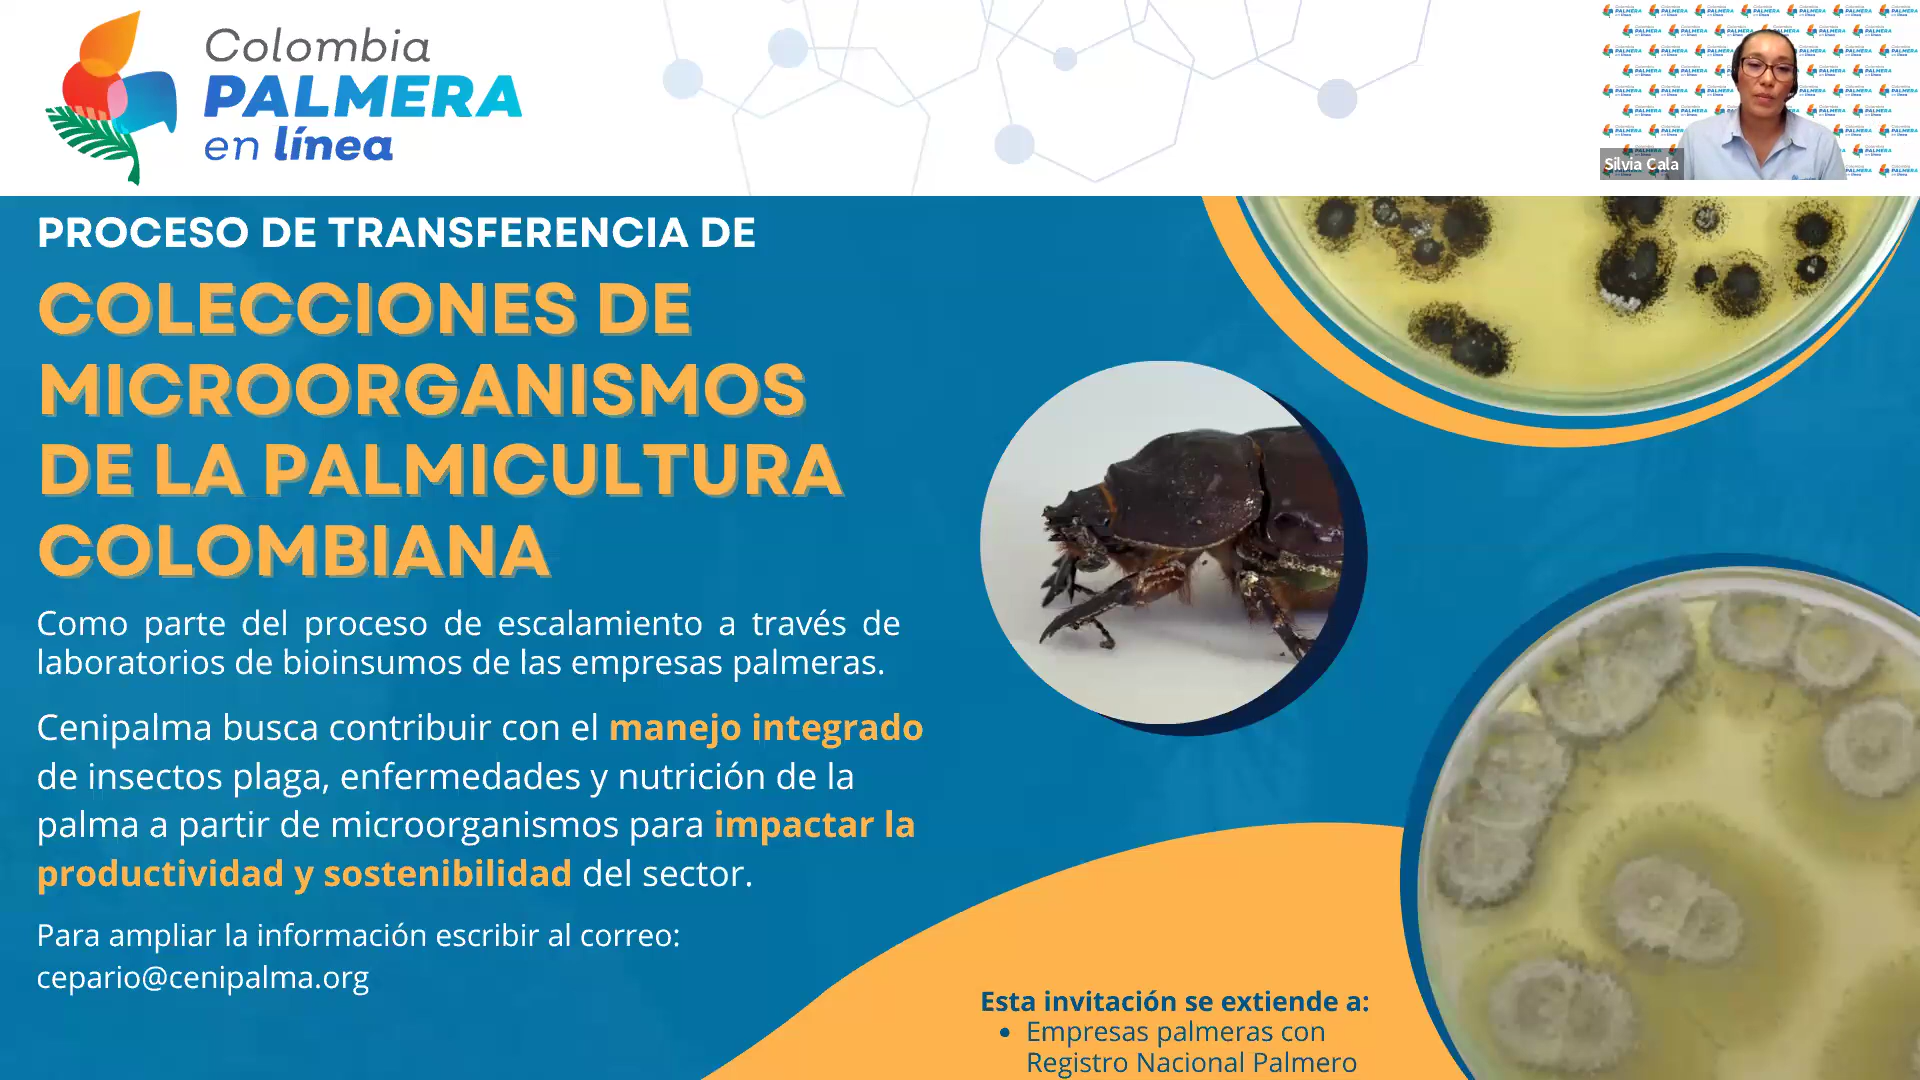 Colombia
PALMERA
en línea
Silvia Cala
PROCESO DE TRANSFERENCIA DE
COLECCIONES DE
MICROORGANISMOS
DE LA PALMICULTURA
COLOMBIANA
Como parte del proceso de escalamiento a través de
laboratorios de bioinsumos de las empresas palmeras.
Cenipalma busca contribuir con el manejo integrado
de insectos plaga, enfermedades y nutrición de la
palma a partir de microorganismos para impactar la
productividad y sostenibilidad del sector.
Para ampliar la información escribir al correo:
cepario@cenipalma.org
Esta invitación se extiende a:
• Empresas palmeras con
Registro Nacional Palmero